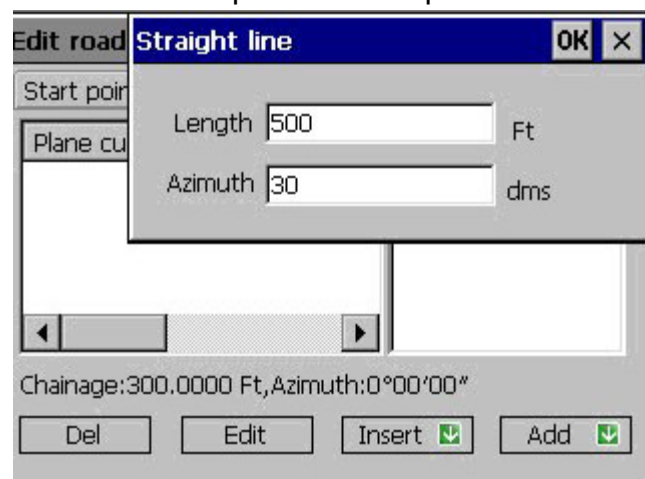 Edit road
Straight line
OK
Start poin
Plane cu
Length 500 Ft
Azimuth 30 dms
Chainage:300.0000 Ft,Azimuth:0°00'00"
Del
Edit
Insert
Add